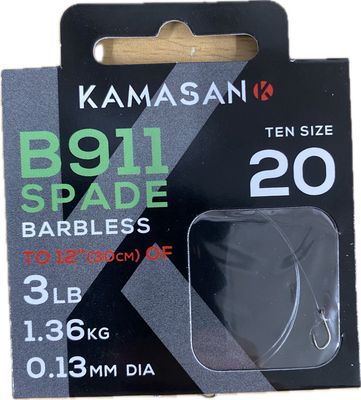 KAMASAN K
B911
SPADE
BARBLESS
TO 12" (30CM) OF
3LB
1.36KG
0.13MM DIA
TEN SIZE
20